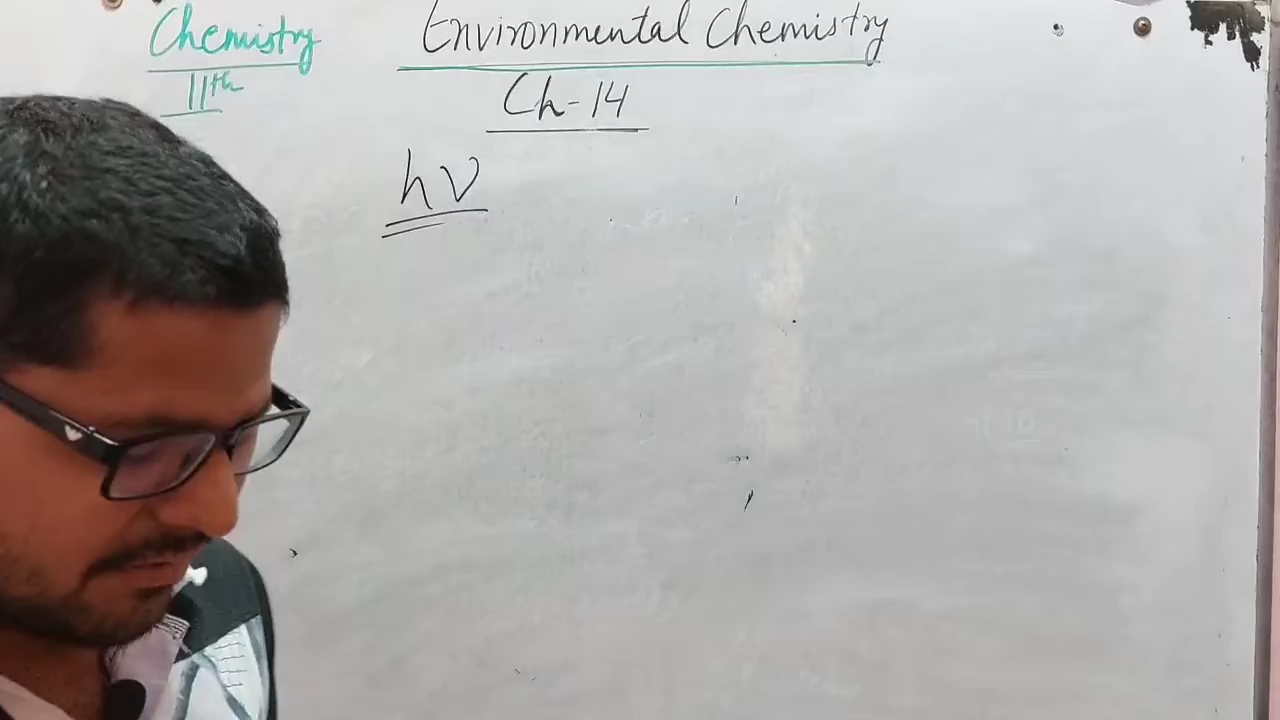 Chemistry
11th
Environmental Chemistry
Ch-14
hν